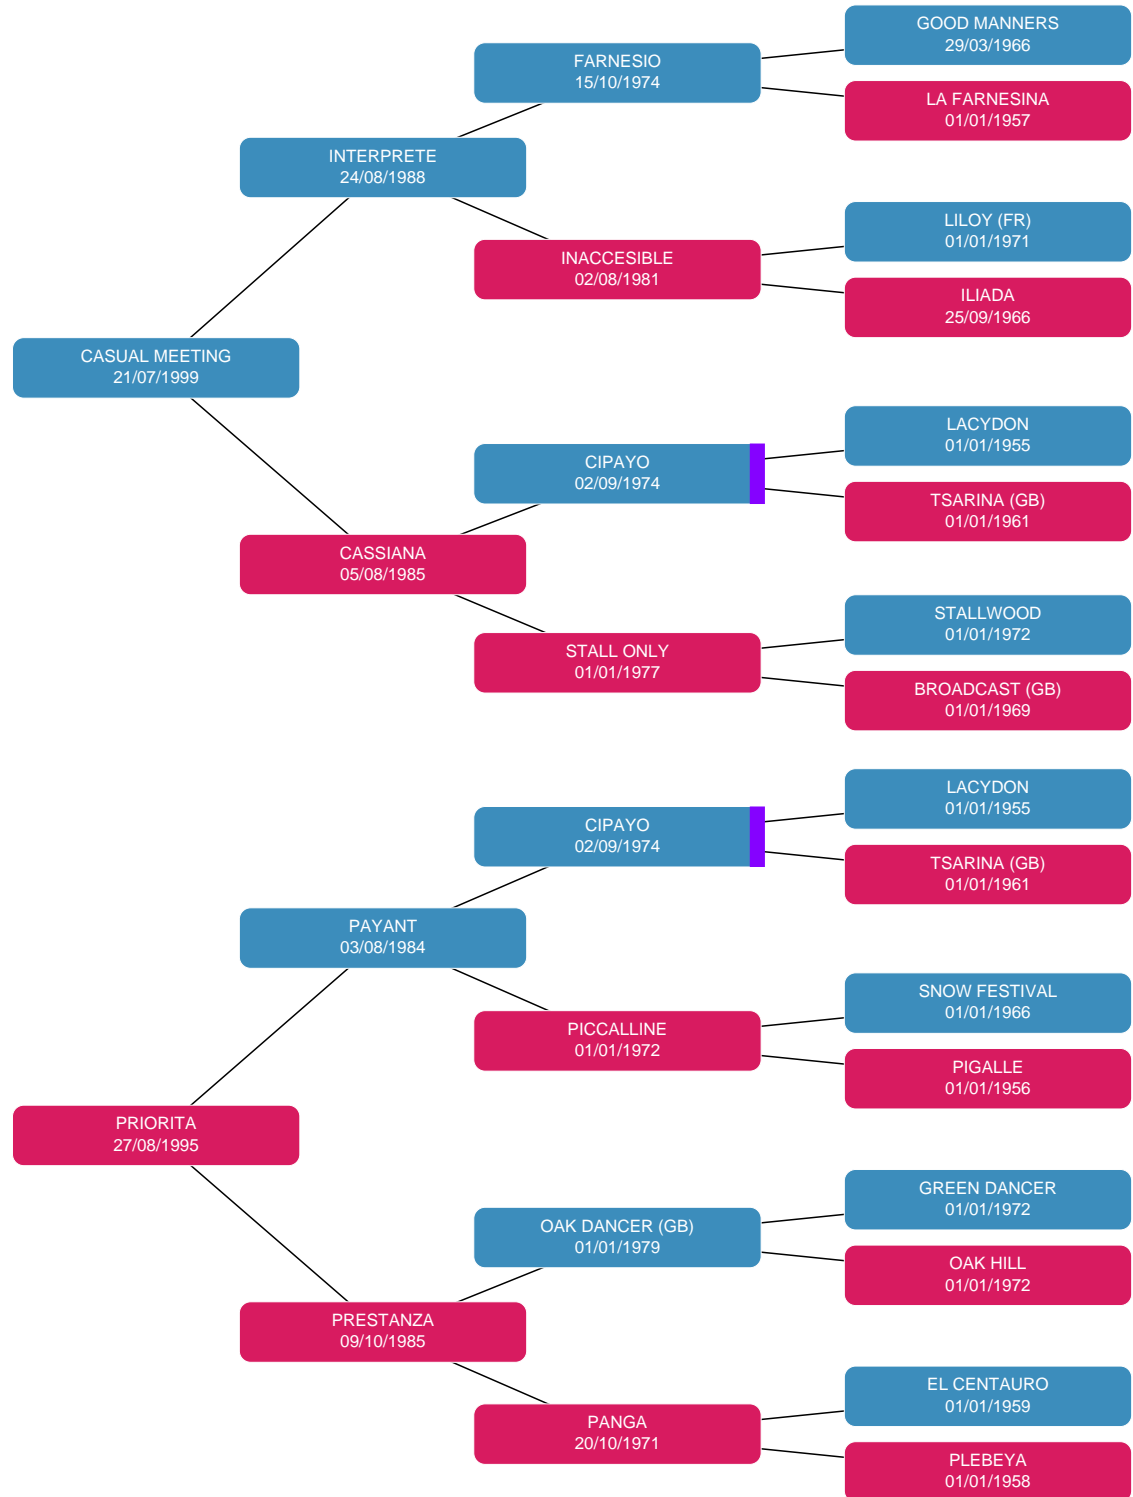 GOOD MANNERS
29/03/1966
FARNESIO
15/10/1974
LA FARNESINA
01/01/1957
INTERPRETE
24/08/1988
LILOY (FR)
01/01/1971
INACCESIBLE
02/08/1981
ILIADA
25/09/1966
CASUAL MEETING
21/07/1999
LACYDON
01/01/1955
CIPAYO
02/09/1974
TSARINA (GB)
01/01/1961
CASSIANA
05/08/1985
STALLWOOD
01/01/1972
STALL ONLY
01/01/1977
BROADCAST (GB)
01/01/1969
LACYDON
01/01/1955
CIPAYO
02/09/1974
TSARINA (GB)
01/01/1961
PAYANT
03/08/1984
SNOW FESTIVAL
01/01/1966
PICCALLINE
01/01/1972
PIGALLE
01/01/1956
PRIORITA
27/08/1995
GREEN DANCER
01/01/1972
OAK DANCER (GB)
01/01/1979
OAK HILL
01/01/1972
PRESTANZA
09/10/1985
EL CENTAURO
01/01/1959
PANGA
20/10/1971
PLEBEYA
01/01/1958